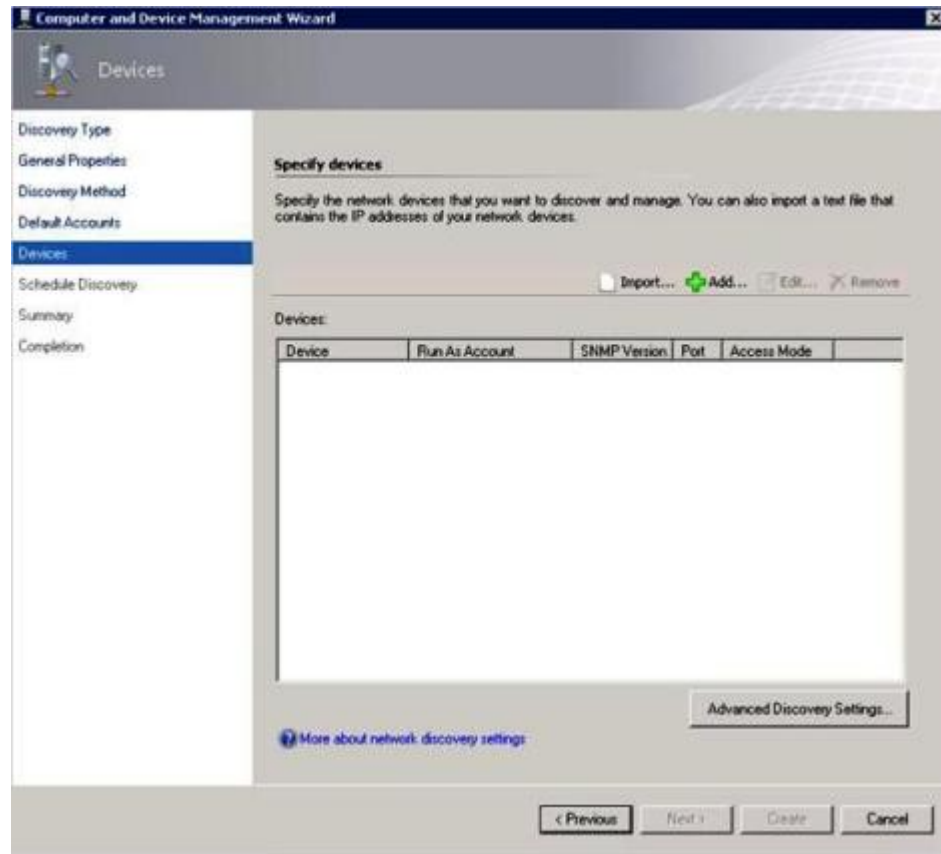 Computer and Device Management Wizard
Devices
Discovery Type
General Properties
Discovery Method
Default Accounts
Devices
Schedule Discovery
Summary
Completion
Specify devices
Specify the network devices that you want to discover and manage. You can also import a text file that
contains the IP addresses of your network devices.
Import... Add... Edit... Remove
Devices:
Device Run As Account SNMP Version Port Access Mode
Advanced Discovery Settings...
More about network discovery settings
< Previous Next > Create Cancel